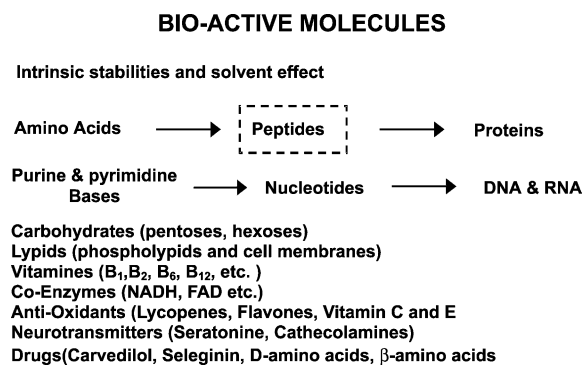 BIO-ACTIVE MOLECULES
Intrinsic stabilities and solvent effect
Amino Acids Peptides Proteins
Purine & pyrimidine
Bases Nucleotides DNA & RNA
Carbohydrates (pentoses, hexoses)
Lypids (phospholypids and cell membranes)
Vitamines (B₁,B₂, B₆, B₁₂, etc. )
Co-Enzymes (NADH, FAD etc.)
Anti-Oxidants (Lycopenes, Flavones, Vitamin C and E
Neurotransmitters (Seratonine, Cathecolamines)
Drugs(Carvedilol, Seleginin, D-amino acids, β-amino acids